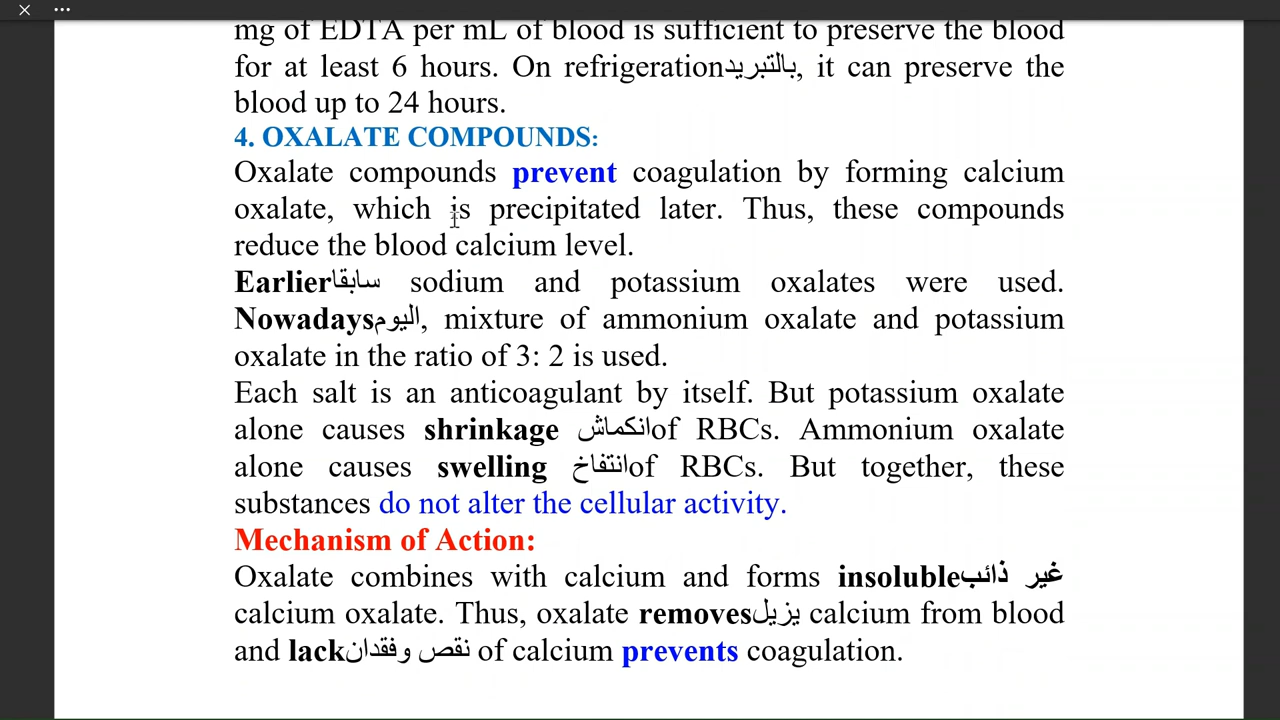 mg of EDTA per mL of blood is sufficient to preserve the blood
for at least 6 hours. On refrigerationبالتبريد, it can preserve the
blood up to 24 hours.
4. OXALATE COMPOUNDS:
Oxalate compounds prevent coagulation by forming calcium
oxalate, which is precipitated later. Thus, these compounds
reduce the blood calcium level.
Earlierسابقا sodium and potassium oxalates were used.
Nowadaysاليوم, mixture of ammonium oxalate and potassium
oxalate in the ratio of 3: 2 is used.
Each salt is an anticoagulant by itself. But potassium oxalate
alone causes shrinkage انكماشof RBCs. Ammonium oxalate
alone causes swelling انتفاخof RBCs. But together, these
substances do not alter the cellular activity.
Mechanism of Action:
Oxalate combines with calcium and forms insolubleغير ذائب
calcium oxalate. Thus, oxalate removesيزيل calcium from blood
and lackنقص وفقدان of calcium prevents coagulation.